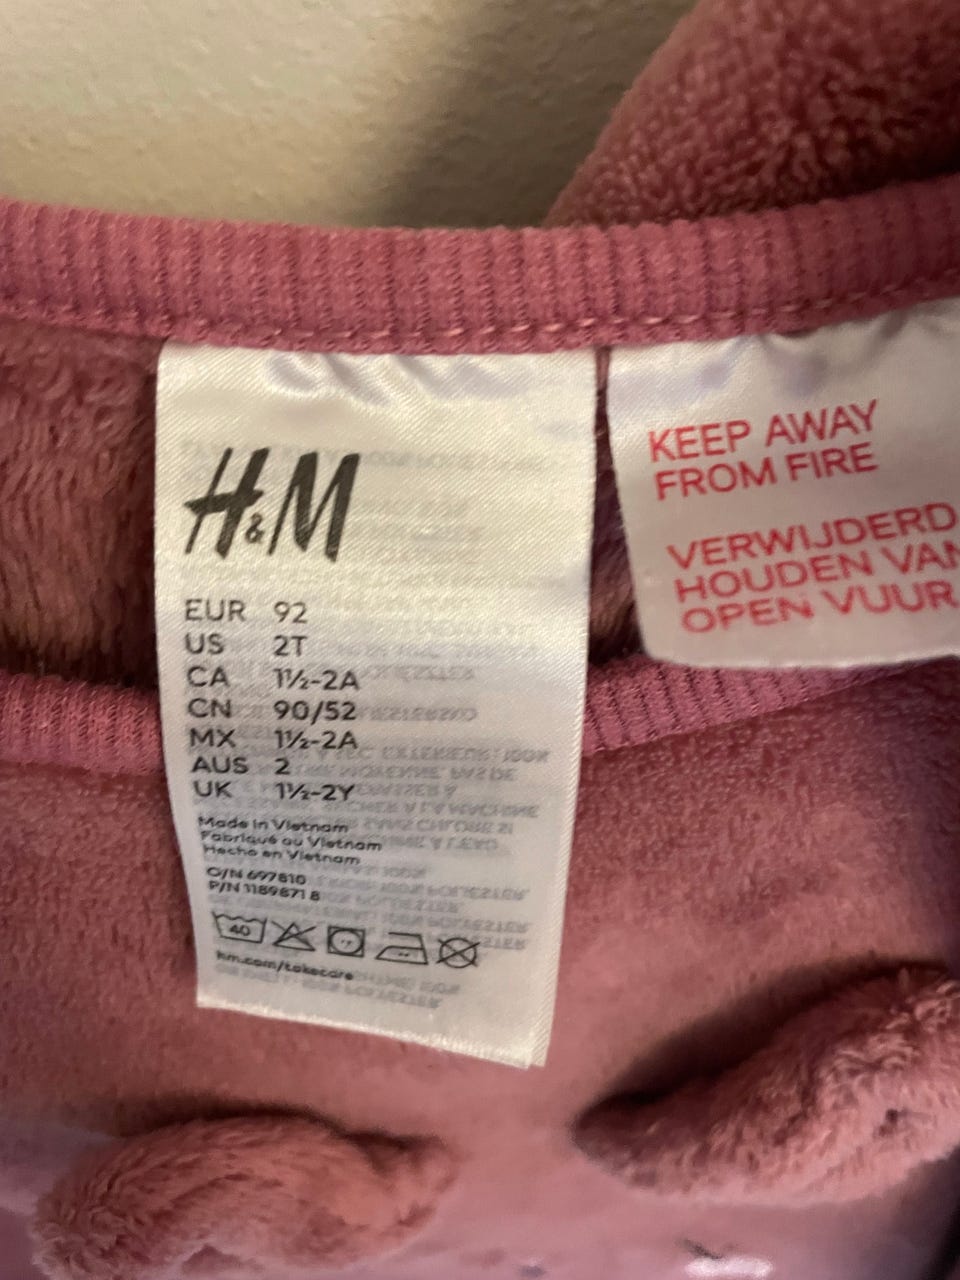 H&M
EUR 92
US 2T
CA 1½-2A
CN 90/52
MX 1½-2A
AUS 2
UK 1½-2Y
Made in Vietnam
Fabriqué au Vietnam
Hecho en Vietnam
O/N 697810
P/N 1189871 8
40
hm.com/takecare
KEEP AWAY
FROM FIRE
VERWIJDERD
HOUDEN VAN
OPEN VUUR